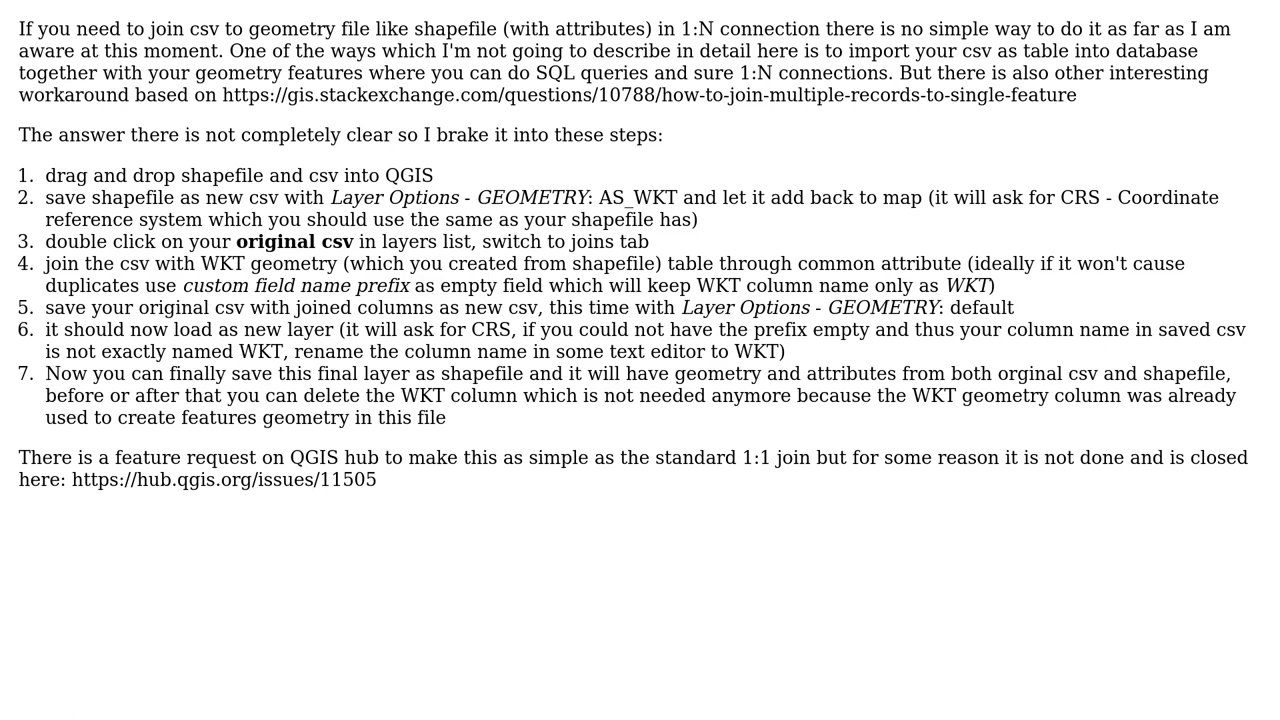 If you need to join csv to geometry file like shapefile (with attributes) in 1:N connection there is no simple way to do it as far as I am
aware at this moment. One of the ways which I'm not going to describe in detail here is to import your csv as table into database
together with your geometry features where you can do SQL queries and sure 1:N connections. But there is also other interesting
workaround based on https://gis.stackexchange.com/questions/10788/how-to-join-multiple-records-to-single-feature
The answer there is not completely clear so I brake it into these steps:
1. drag and drop shapefile and csv into QGIS
2. save shapefile as new csv with Layer Options - GEOMETRY: AS_WKT and let it add back to map (it will ask for CRS - Coordinate
reference system which you should use the same as your shapefile has)
3. double click on your original csv in layers list, switch to joins tab
4. join the csv with WKT geometry (which you created from shapefile) table through common attribute (ideally if it won't cause
duplicates use custom field name prefix as empty field which will keep WKT column name only as WKT)
5. save your original csv with joined columns as new csv, this time with Layer Options - GEOMETRY: default
6. it should now load as new layer (it will ask for CRS, if you could not have the prefix empty and thus your column name in saved csv
is not exactly named WKT, rename the column name in some text editor to WKT)
7. Now you can finally save this final layer as shapefile and it will have geometry and attributes from both orginal csv and shapefile,
before or after that you can delete the WKT column which is not needed anymore because the WKT geometry column was already
used to create features geometry in this file
There is a feature request on QGIS hub to make this as simple as the standard 1:1 join but for some reason it is not done and is closed
here: https://hub.qgis.org/issues/11505